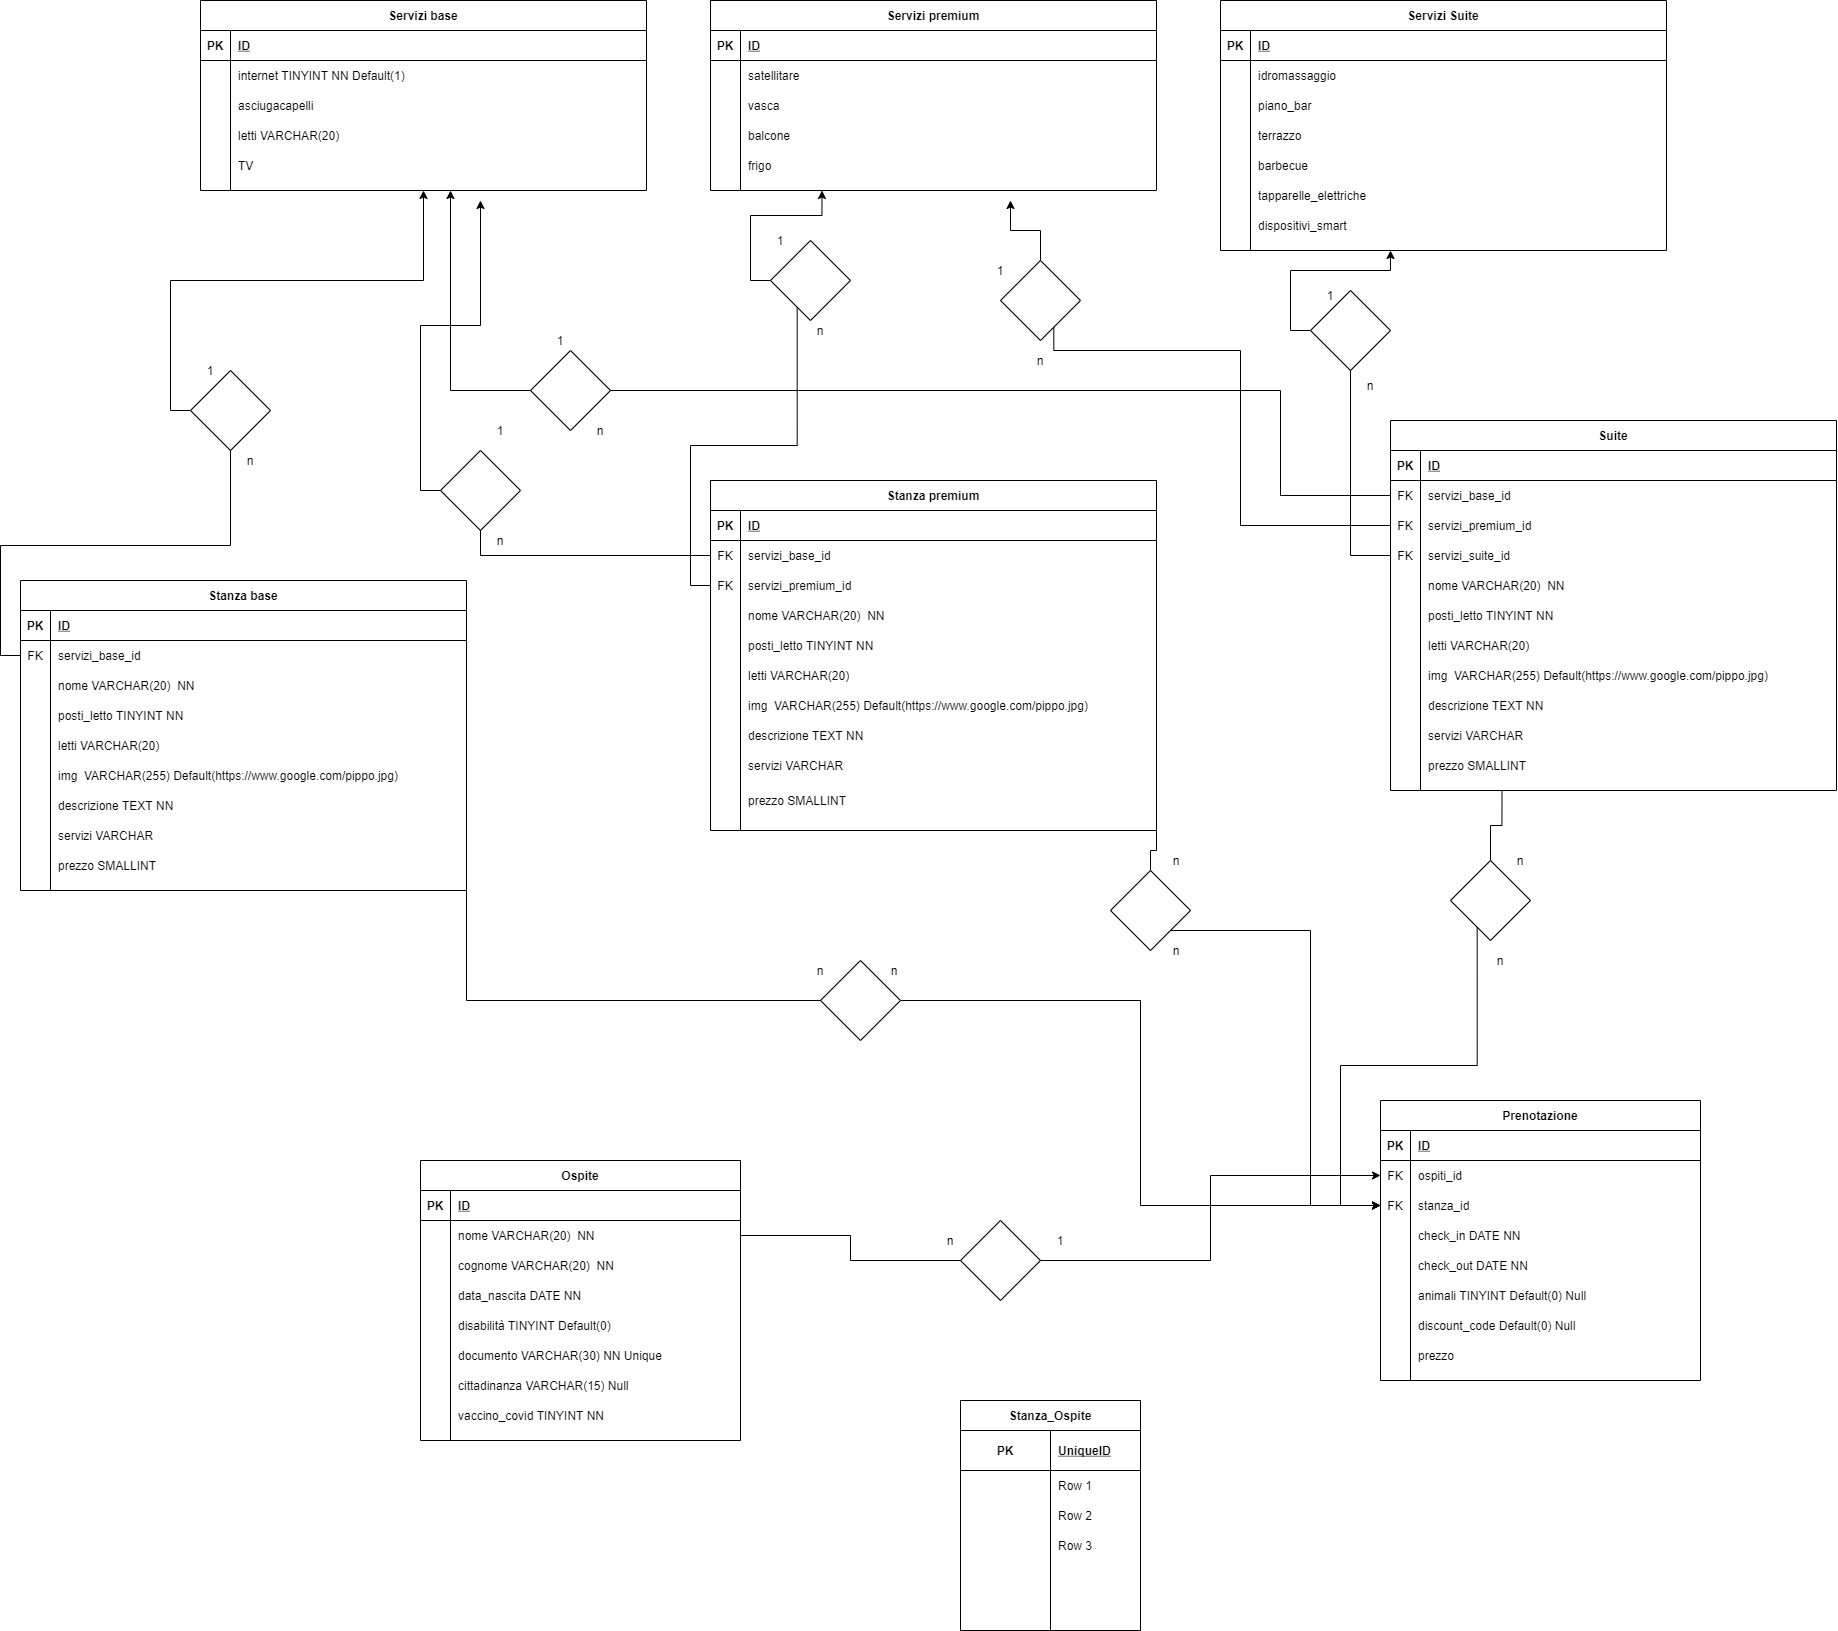 Servizi base
PK ID
internet TINYINT NN Default(1)
asciugacapelli
letti VARCHAR(20)
TV
Servizi premium
PK ID
satellitare
vasca
balcone
frigo
Servizi Suite
PK ID
idromassaggio
piano_bar
terrazzo
barbecue
tapparelle_elettriche
dispositivi_smart
1
n
1
n
1
n
1
n
1
n
1
n
Suite
PK ID
FK servizi_base_id
FK servizi_premium_id
FK servizi_suite_id
nome VARCHAR(20) NN
posti_letto TINYINT NN
letti VARCHAR(20)
img VARCHAR(255) Default(https://www.google.com/pippo.jpg)
descrizione TEXT NN
servizi VARCHAR
prezzo SMALLINT
Stanza premium
PK ID
FK servizi_base_id
FK servizi_premium_id
nome VARCHAR(20) NN
posti_letto TINYINT NN
letti VARCHAR(20)
img VARCHAR(255) Default(https://www.google.com/pippo.jpg)
descrizione TEXT NN
servizi VARCHAR
prezzo SMALLINT
Stanza base
PK ID
FK servizi_base_id
nome VARCHAR(20) NN
posti_letto TINYINT NN
letti VARCHAR(20)
img VARCHAR(255) Default(https://www.google.com/pippo.jpg)
descrizione TEXT NN
servizi VARCHAR
prezzo SMALLINT
n
n
n
n
n
n
Prenotazione
PK ID
FK ospiti_id
FK stanza_id
check_in DATE NN
check_out DATE NN
animali TINYINT Default(0) Null
discount_code Default(0) Null
prezzo
Ospite
PK ID
nome VARCHAR(20) NN
cognome VARCHAR(20) NN
data_nascita DATE NN
disabilità TINYINT Default(0)
documento VARCHAR(30) NN Unique
cittadinanza VARCHAR(15) Null
vaccino_covid TINYINT NN
n
1
Stanza_Ospite
PK UniqueID
Row 1
Row 2
Row 3